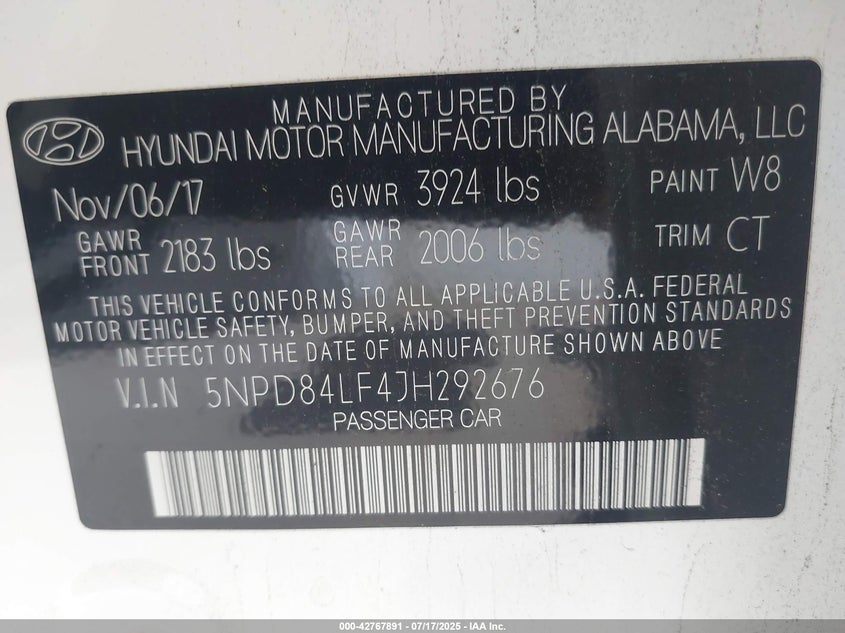 MANUFACTURED BY
HYUNDAI MOTOR MANUFACTURING ALABAMA, LLC
Nov/06/17 GVWR 3924 lbs PAINT W8
GAWR FRONT 2183 lbs GAWR REAR 2006 lbs TRIM CT
THIS VEHICLE CONFORMS TO ALL APPLICABLE U.S.A. FEDERAL
MOTOR VEHICLE SAFETY, BUMPER, AND THEFT PREVENTION STANDARDS
IN EFFECT ON THE DATE OF MANUFACTURE SHOWN ABOVE
V.I.N 5NPD84LF4JH292676
PASSENGER CAR
000-42767891 - 07/17/2025 - IAA Inc.